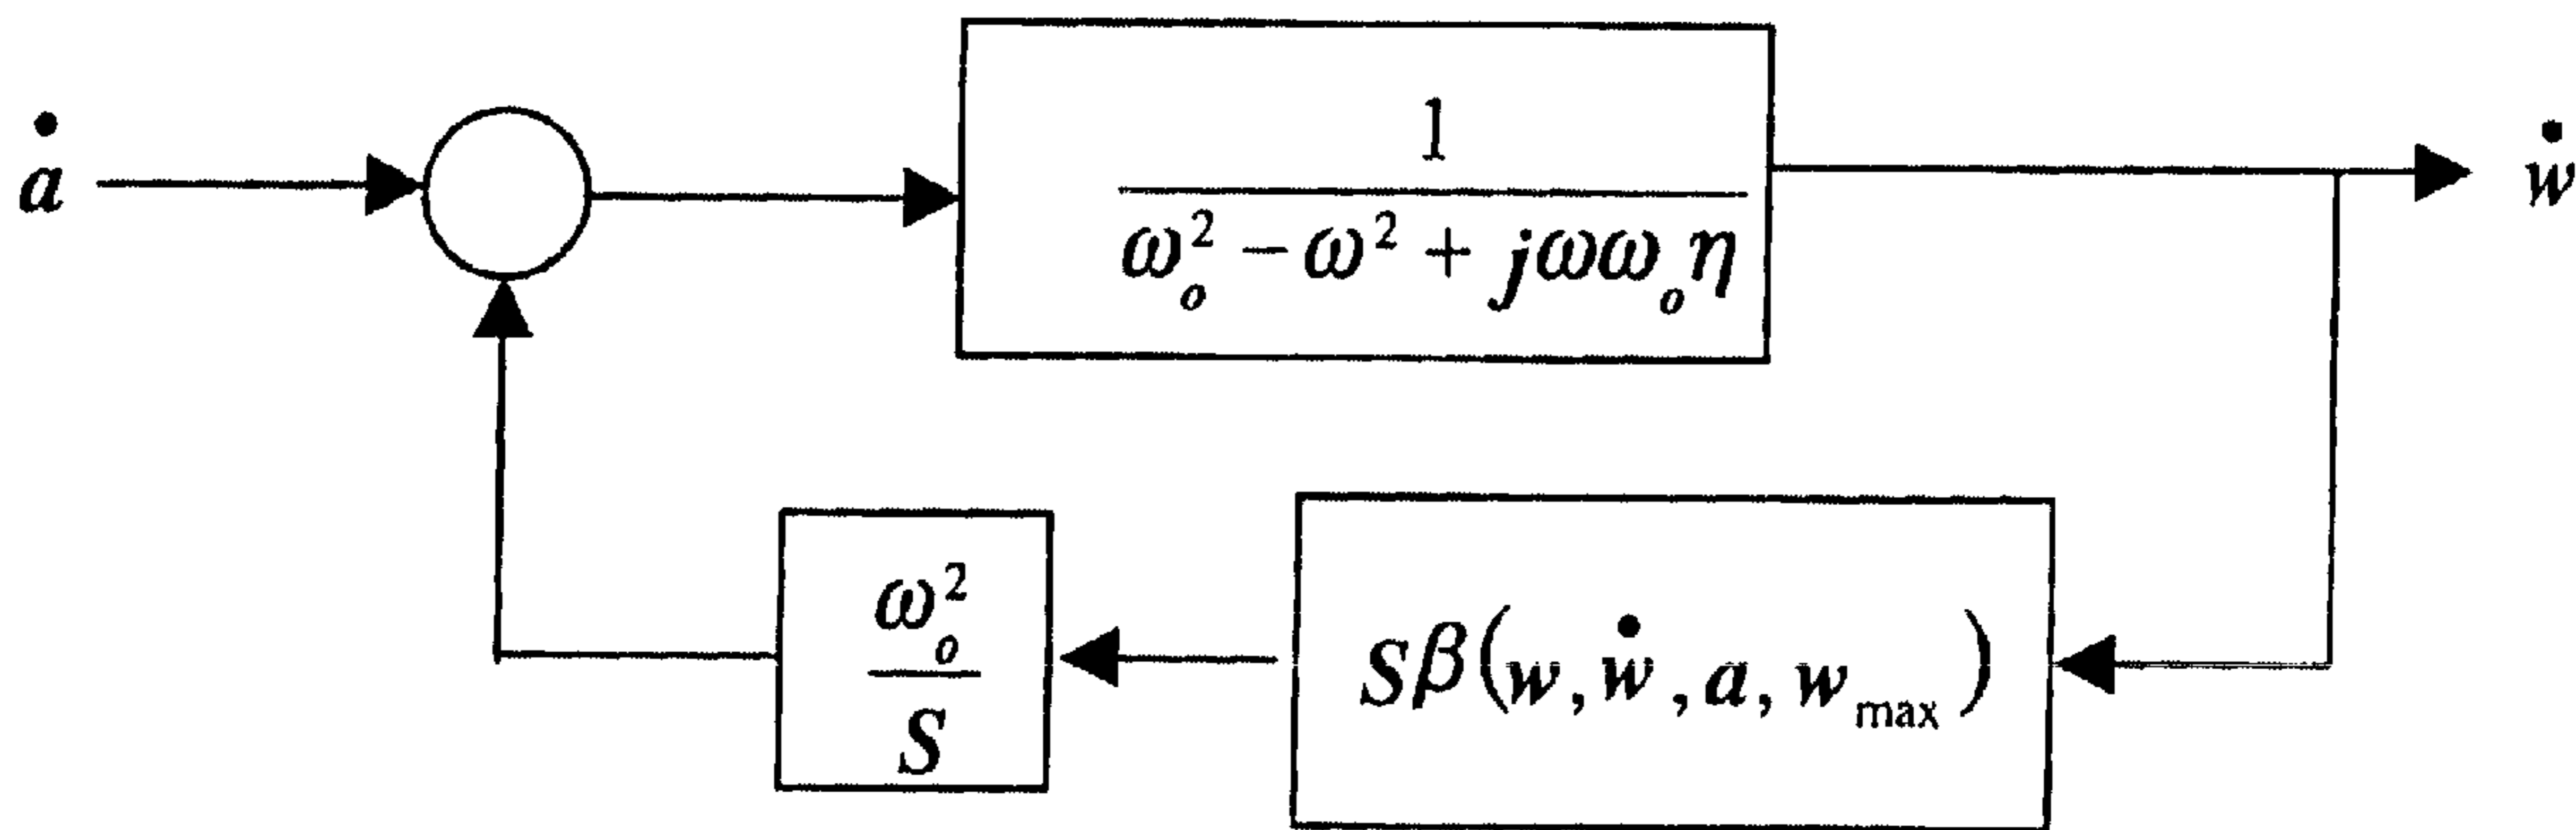 ȧ
1
ω_o^2 − ω^2 + jωω_oη
ẇ
ω_o^2
S
Sβ(w, ẇ, a, w_max)